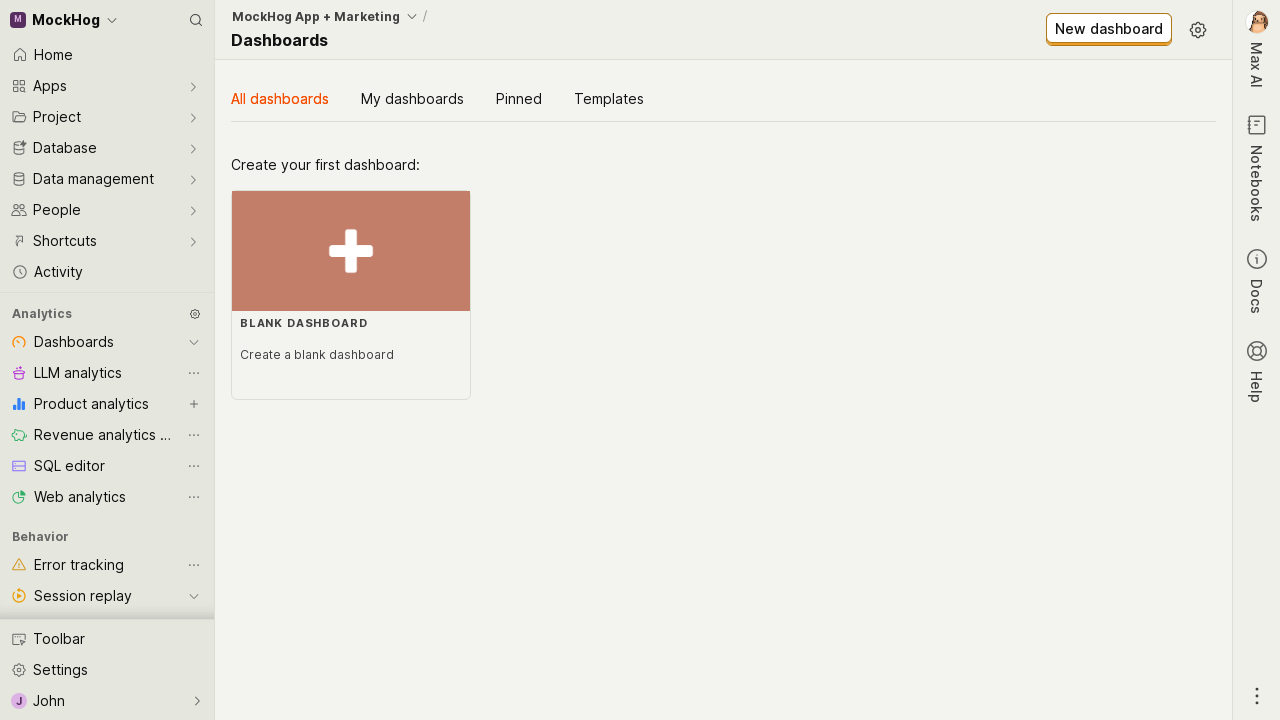 M MockHog
Home
Apps
Project
Database
Data management
People
Shortcuts
Activity
Analytics
Dashboards
LLM analytics
Product analytics
Revenue analytics ...
SQL editor
Web analytics
Behavior
Error tracking
Session replay
Toolbar
Settings
J John
MockHog App + Marketing /
Dashboards
New dashboard
All dashboards My dashboards Pinned Templates
Create your first dashboard:
BLANK DASHBOARD
Create a blank dashboard
Max AI
Notebooks
Docs
Help